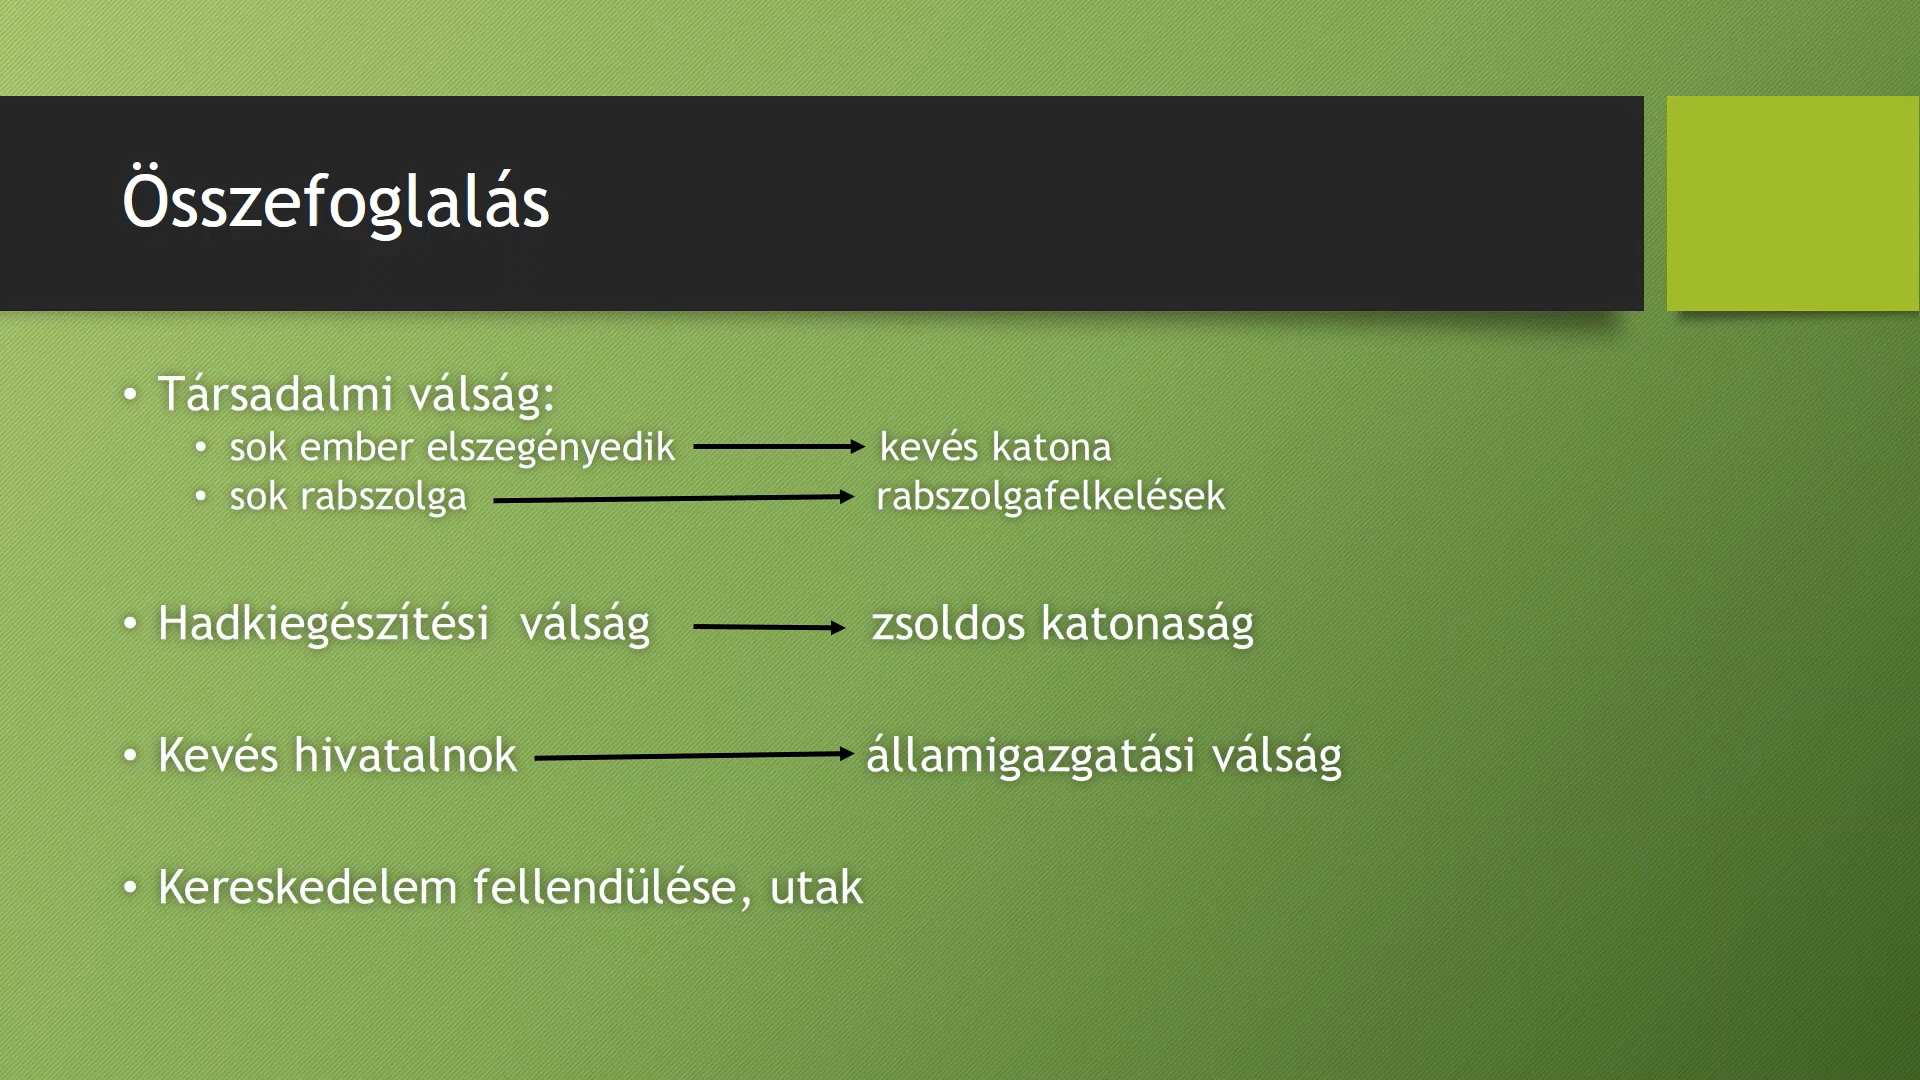 Összefoglalás
• Társadalmi válság:
• sok ember elszegényedik kevés katona
• sok rabszolga rabszolgafelkelések
• Hadkiegészítési válság zsoldos katonaság
• Kevés hivatalnok államigazgatási válság
• Kereskedelem fellendülése, utak